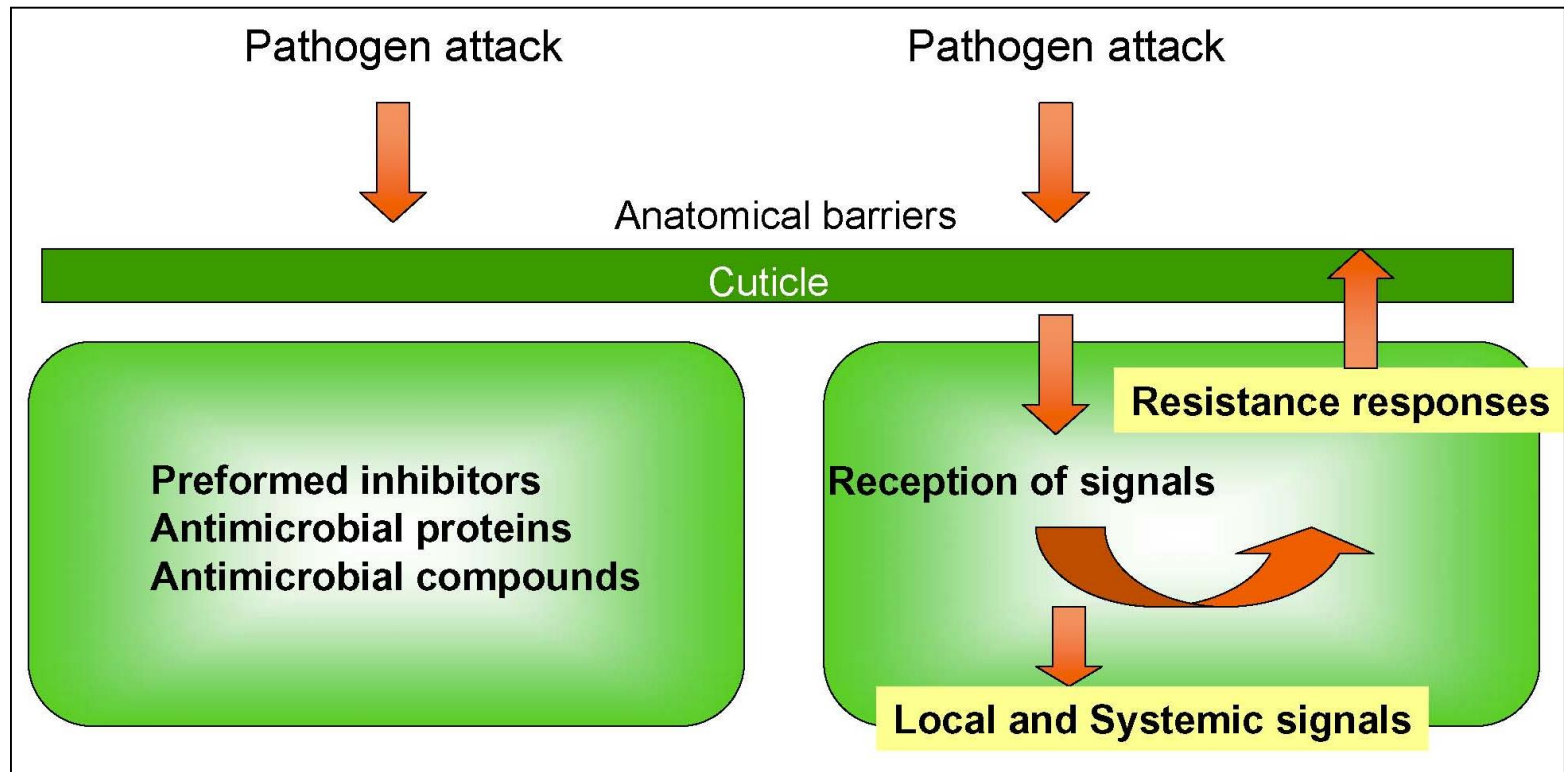 Pathogen attack
Pathogen attack
Anatomical barriers
Cuticle
Preformed inhibitors
Antimicrobial proteins
Antimicrobial compounds
Resistance responses
Reception of signals
Local and Systemic signals